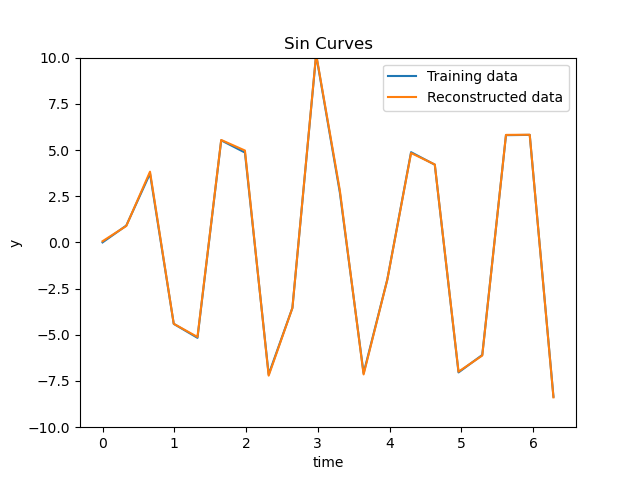 Sin Curves
Training data
Reconstructed data
10.0
7.5
5.0
2.5
0.0
−2.5
−5.0
−7.5
−10.0
y
0 1 2 3 4 5 6
time